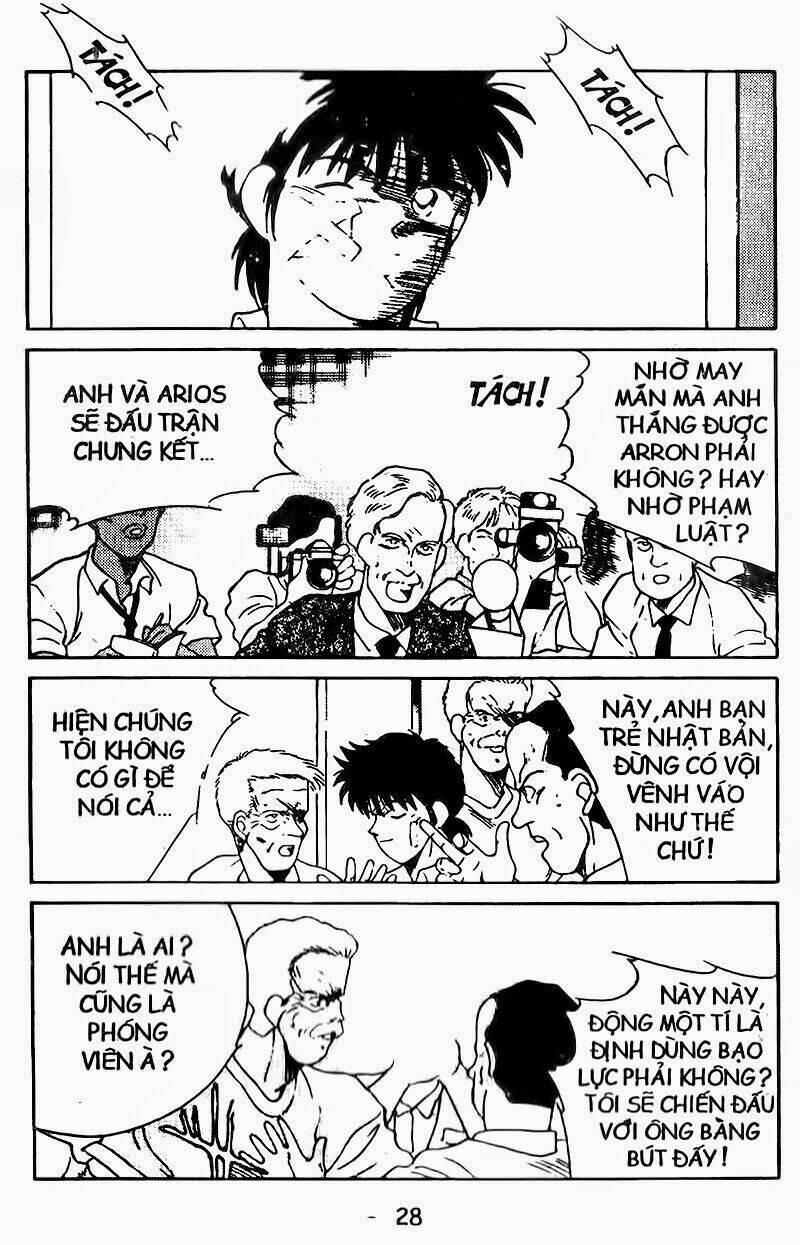 TÁCH!
TÁCH!
ANH VÀ ARIOS
SẼ ĐẤU TRẬN
CHUNG KẾT...
TÁCH!
NHỜ MAY
MẮN MÀ ANH
THẮNG ĐƯỢC
ARRON PHẢI
KHÔNG? HAY
NHỜ PHẠM
LUẬT?
HIỆN CHÚNG
TÔI KHÔNG
CÓ GÌ ĐỂ
NÓI CẢ...
NÀY, ANH BẠN
TRẺ NHẬT BẢN,
ĐỪNG CÓ VỘI
VÊNH VÁO
NHƯ THẾ
CHỨ!
ANH LÀ AI?
NÓI THẾ MÀ
CŨNG LÀ
PHÓNG
VIÊN À?
NÀY NÀY,
ĐỘNG MỘT TÍ LÀ
ĐỊNH DÙNG BẠO
LỰC PHẢI KHÔNG?
TÔI SẼ CHIẾN ĐẤU
VỚI ÔNG BẰNG
BÚT ĐẤY!
- 28